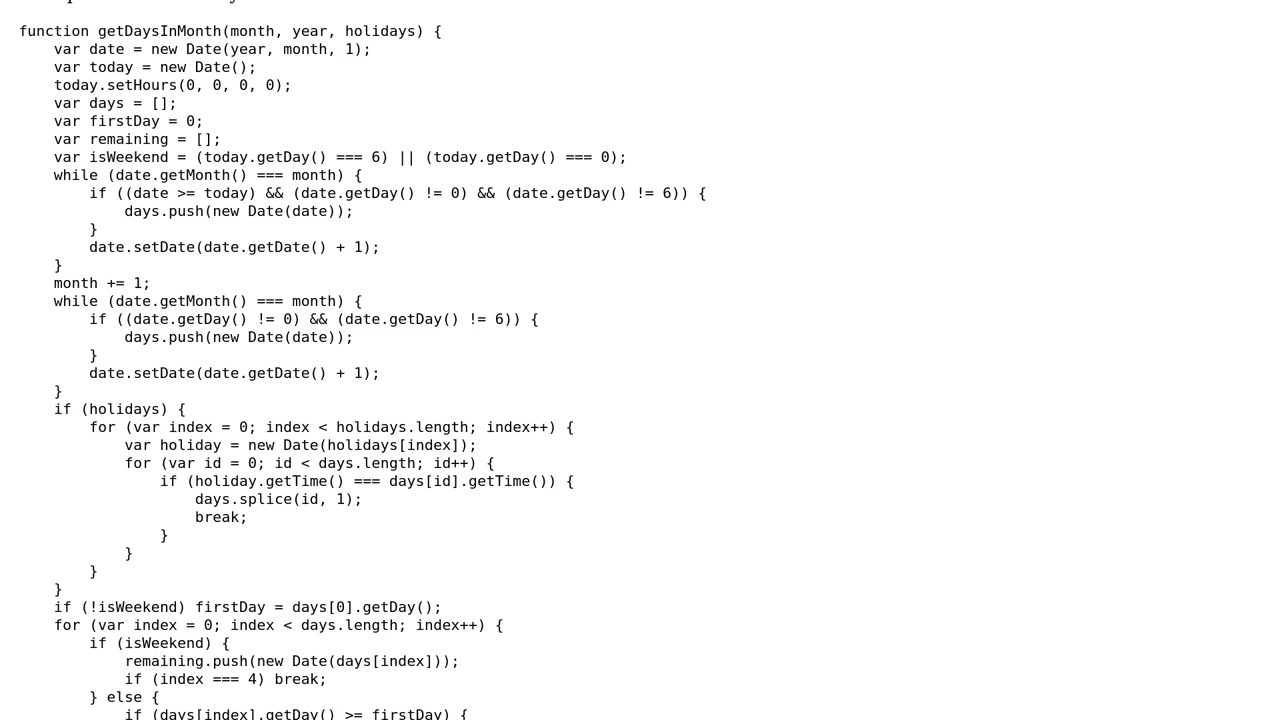 function getDaysInMonth(month, year, holidays) {
    var date = new Date(year, month, 1);
    var today = new Date();
    today.setHours(0, 0, 0, 0);
    var days = [];
    var firstDay = 0;
    var remaining = [];
    var isWeekend = (today.getDay() === 6) || (today.getDay() === 0);
    while (date.getMonth() === month) {
        if ((date >= today) && (date.getDay() != 0) && (date.getDay() != 6)) {
            days.push(new Date(date));
        }
        date.setDate(date.getDate() + 1);
    }
    month += 1;
    while (date.getMonth() === month) {
        if ((date.getDay() != 0) && (date.getDay() != 6)) {
            days.push(new Date(date));
        }
        date.setDate(date.getDate() + 1);
    }
    if (holidays) {
        for (var index = 0; index < holidays.length; index++) {
            var holiday = new Date(holidays[index]);
            for (var id = 0; id < days.length; id++) {
                if (holiday.getTime() === days[id].getTime()) {
                    days.splice(id, 1);
                    break;
                }
            }
        }
    }
    if (!isWeekend) firstDay = days[0].getDay();
    for (var index = 0; index < days.length; index++) {
        if (isWeekend) {
            remaining.push(new Date(days[index]));
            if (index === 4) break;
        } else {
            if (days[index].getDay() >= firstDay) {